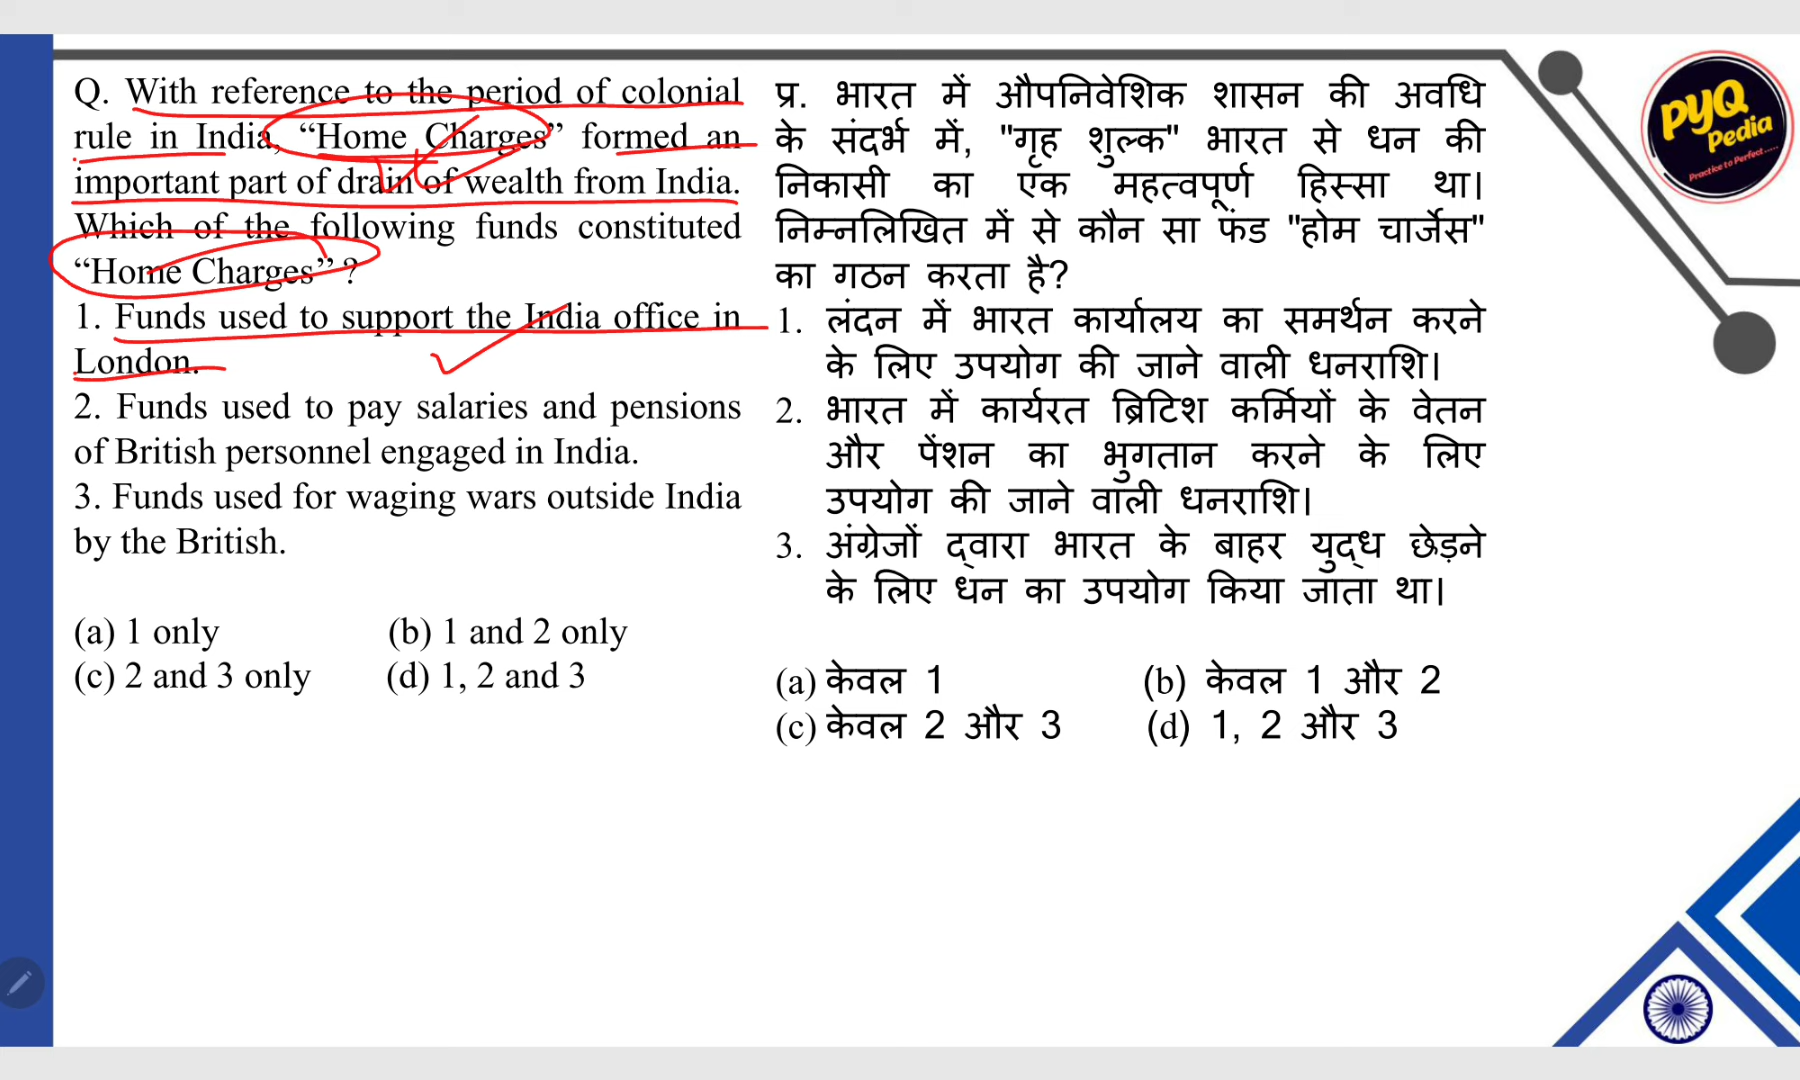 Q. With reference to the period of colonial
rule in India, “Home Charges” formed an
important part of drain of wealth from India.
Which of the following funds constituted
“Home Charges” ?
1. Funds used to support the India office in
London.
2. Funds used to pay salaries and pensions
of British personnel engaged in India.
3. Funds used for waging wars outside India
by the British.
(a) 1 only (b) 1 and 2 only
(c) 2 and 3 only (d) 1, 2 and 3
प्र. भारत में औपनिवेशिक शासन की अवधि
के संदर्भ में, "गृह शुल्क" भारत से धन की
निकासी का एक महत्वपूर्ण हिस्सा था।
निम्नलिखित में से कौन सा फंड "होम चार्जेस"
का गठन करता है?
1. लंदन में भारत कार्यालय का समर्थन करने
के लिए उपयोग की जाने वाली धनराशि।
2. भारत में कार्यरत ब्रिटिश कर्मियों के वेतन
और पेंशन का भुगतान करने के लिए
उपयोग की जाने वाली धनराशि।
3. अंग्रेजों द्वारा भारत के बाहर युद्ध छेड़ने
के लिए धन का उपयोग किया जाता था।
(a) केवल 1 (b) केवल 1 और 2
(c) केवल 2 और 3 (d) 1, 2 और 3
PYQ
Pedia
Practice to Perfect.....